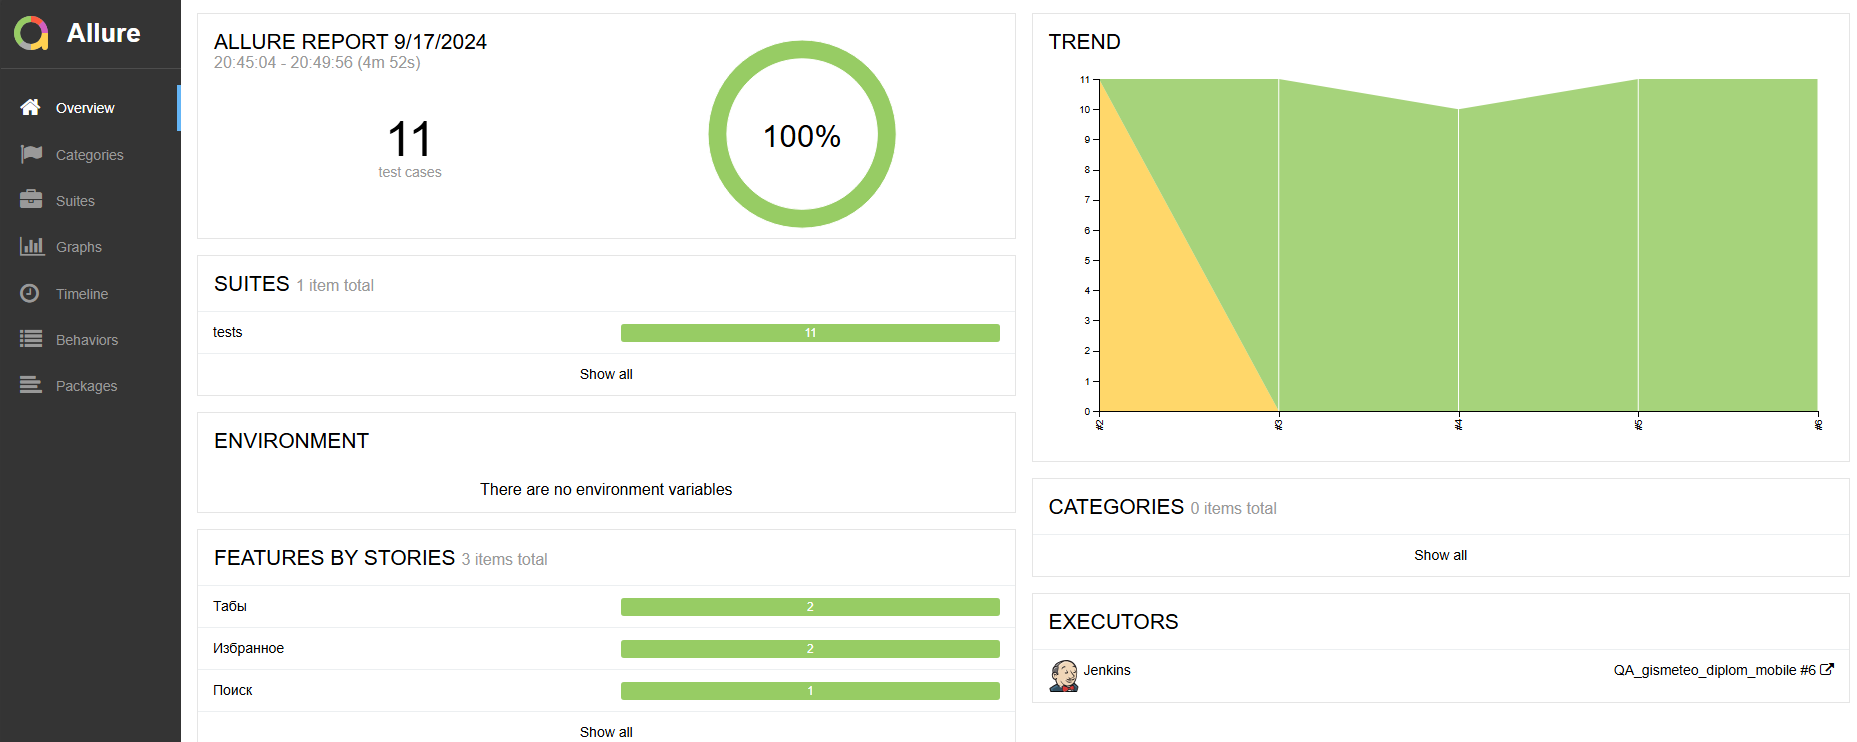 Allure
Overview
Categories
Suites
Graphs
Timeline
Behaviors
Packages
ALLURE REPORT 9/17/2024
20:45:04 - 20:49:56 (4m 52s)
11
test cases
100%
SUITES 1 item total
tests 11
Show all
ENVIRONMENT
There are no environment variables
FEATURES BY STORIES 3 items total
Табы 2
Избранное 2
Поиск 1
Show all
TREND
11
10
9
8
7
6
5
4
3
2
1
0
#2 #3 #4 #5 #6
CATEGORIES 0 items total
Show all
EXECUTORS
Jenkins QA_gismeteo_diplom_mobile #6